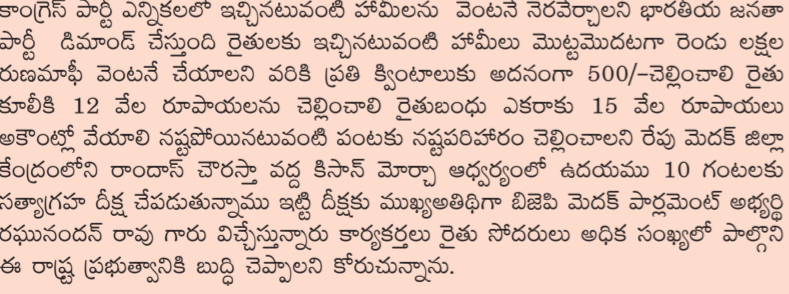 కాంగ్రెస్ పార్టీ ఎన్నికలలో ఇచ్చినటువంటి హామీలను వెంటనే నెరవేర్చాలని భారతీయ జనతా
పార్టీ డిమాండ్ చేస్తుంది రైతులకు ఇచ్చినటువంటి హామీలు మొట్టమొదటగా రెండు లక్షల
రుణమాఫీ వెంటనే చేయాలని వరికి ప్రతి క్వింటాలుకు అదనంగా 500/-చెల్లించాలి రైతు
కూలీకి 12 వేల రూపాయలను చెల్లించాలి రైతుబంధు ఎకరాకు 15 వేల రూపాయలు
అకౌంట్లో వేయాలి నష్టపోయినటువంటి పంటకు నష్టపరిహారం చెల్లించాలని రేపు మెదక్ జిల్లా
కేంద్రంలోని రాందాస్ చౌరస్తా వద్ద కిసాన్ మోర్చా ఆధ్వర్యంలో ఉదయము 10 గంటలకు
సత్యాగ్రహ దీక్ష చేపడుతున్నాము ఇట్టి దీక్షకు ముఖ్యఅతిథిగా బిజెపి మెదక్ పార్లమెంట్ అభ్యర్థి
రఘునందన్ రావు గారు విచ్చేస్తున్నారు కార్యకర్తలు రైతు సోదరులు అధిక సంఖ్యలో పాల్గొని
ఈ రాష్ట్ర ప్రభుత్వానికి బుద్ధి చెప్పాలని కోరుచున్నాను.